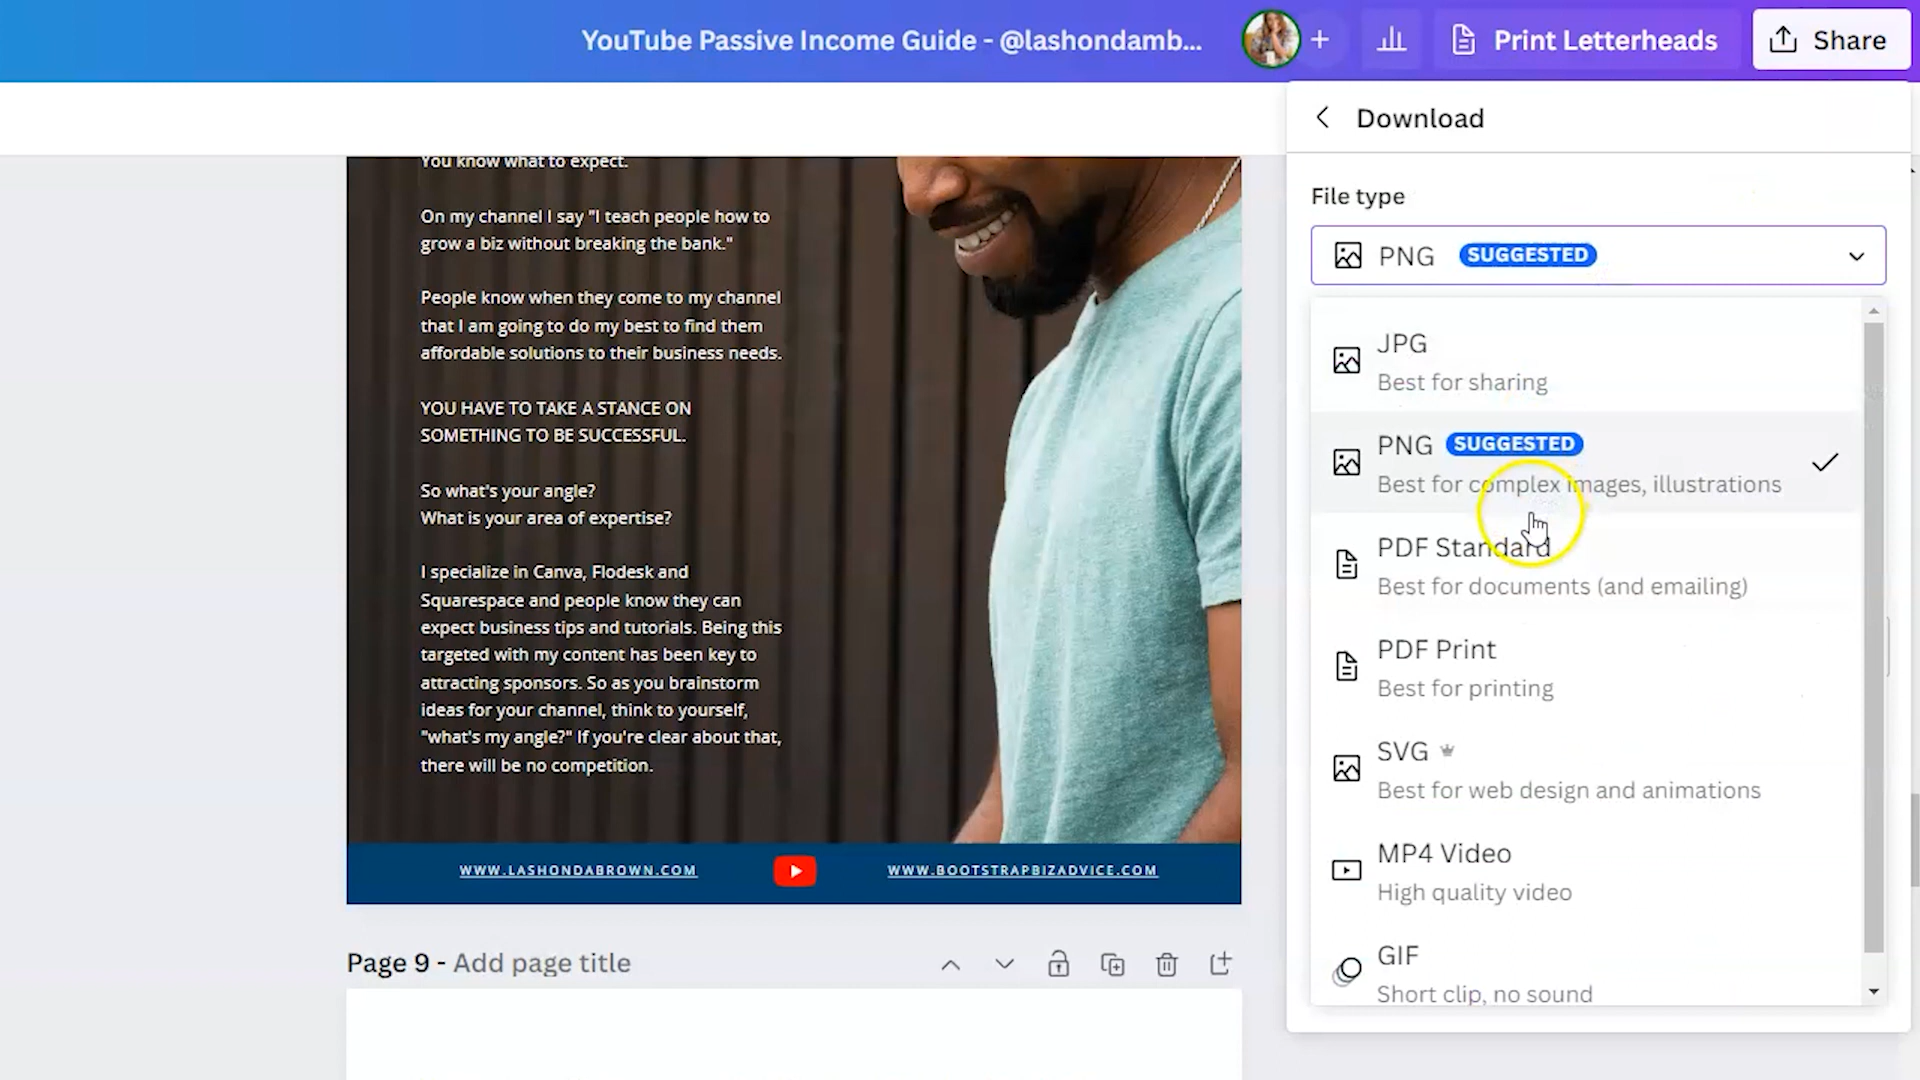 YouTube Passive Income Guide - @lashondamb...
Print Letterheads
Share
You know what to expect.
On my channel I say "I teach people how to
grow a biz without breaking the bank."
People know when they come to my channel
that I am going to do my best to find them
affordable solutions to their business needs.
YOU HAVE TO TAKE A STANCE ON
SOMETHING TO BE SUCCESSFUL.
So what's your angle?
What is your area of expertise?
I specialize in Canva, Flodesk and
Squarespace and people know they can
expect business tips and tutorials. Being this
targeted with my content has been key to
attracting sponsors. So as you brainstorm
ideas for your channel, think to yourself,
"what's my angle?" If you're clear about that,
there will be no competition.
WWW.LASHONDABROWN.COM
WWW.BOOTSTRAPBIZADVICE.COM
Page 9 - Add page title
Download
File type
PNG SUGGESTED
JPG
Best for sharing
PNG SUGGESTED
Best for complex images, illustrations
PDF Standard
Best for documents (and emailing)
PDF Print
Best for printing
SVG
Best for web design and animations
MP4 Video
High quality video
GIF
Short clip, no sound